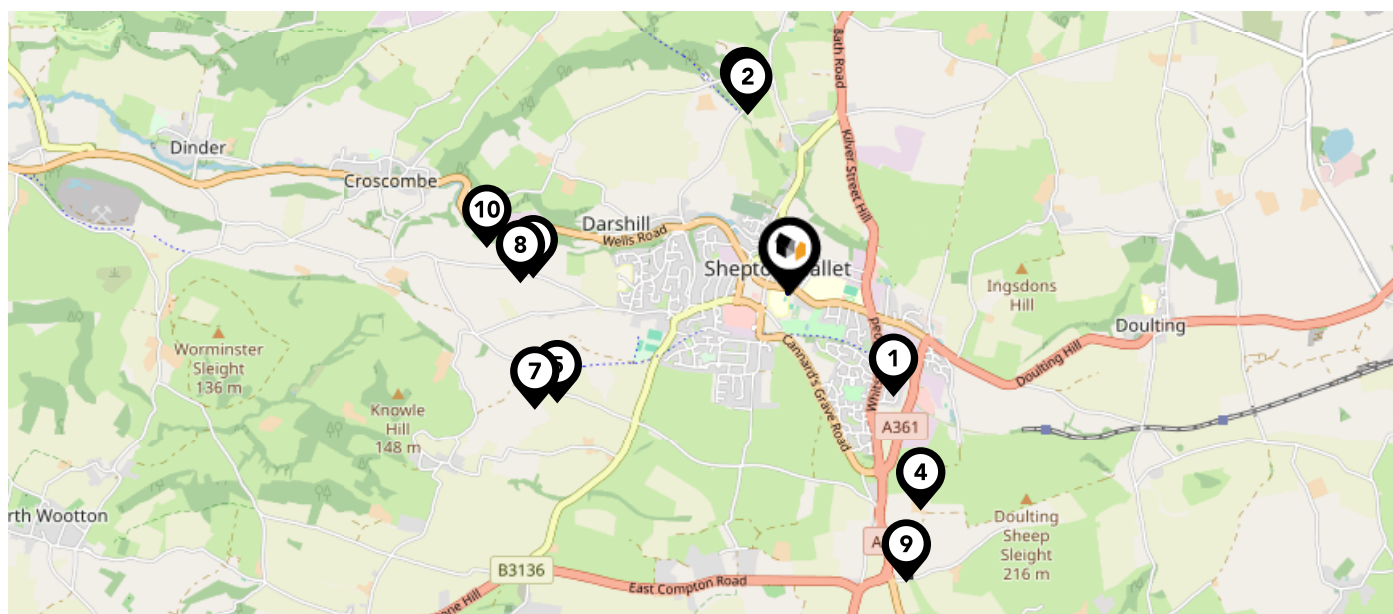 Bath Road
2
Kilver Street Hill
Dinder
Croscombe
10
Darshill
Wells Road
8
Shepton Mallet
Ingsdons
Hill
Doulting
Doulting Hill
Worminster
Sleight
136 m
7
5
Cannard's Grave Road
1
Knowle
Hill
148 m
A361
4
rth Wootton
Doulting
Sheep
Sleight
216 m
9
B3136
East Compton Road